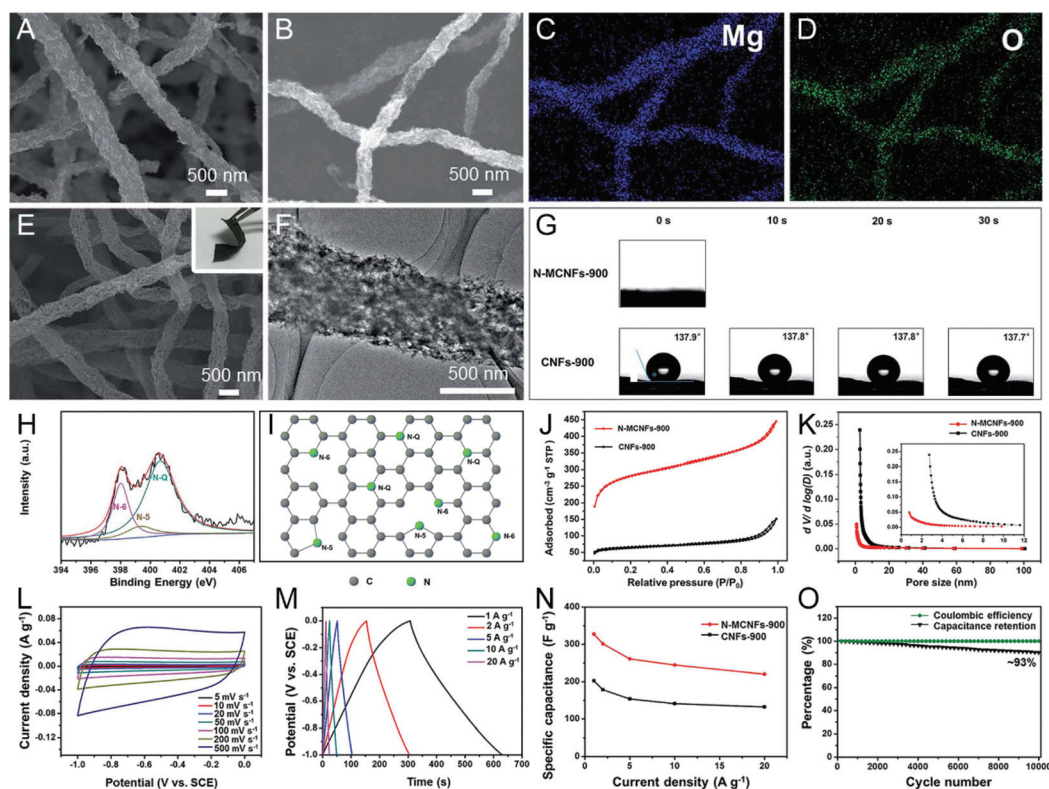 A
500 nm
B
500 nm
C
Mg
D
O
E
500 nm
F
500 nm
G
0 s 10 s 20 s 30 s
N-MCNFs-900
CNFs-900
137.9° 137.8° 137.8° 137.7°
H
Intensity (a.u.)
N-Q
N-6
N-5
394 396 398 400 402 404 406
Binding Energy (eV)
I
N-Q
N-6
N-Q
N-Q
N-6
N-5
N-5
N-6
C N
J
Adsorbed (cm⁻³ g⁻¹ STP)
450
400
350
300
250
200
150
100
50
N-MCNFs-900
CNFs-900
0.0 0.2 0.4 0.6 0.8 1.0
Relative pressure (P/P₀)
K
d V/ d log(D) (a.u.)
0.25
0.20
0.15
0.10
0.05
0.00
N-MCNFs-900
CNFs-900
0.25
0.20
0.15
0.10
0.05
0.00
0 2 4 6 8 10 12
0 20 40 60 80 100
Pore size (nm)
L
Current density (A g⁻¹)
0.08
0.04
0.00
-0.04
-0.08
-0.12
5 mV s⁻¹
10 mV s⁻¹
20 mV s⁻¹
50 mV s⁻¹
100 mV s⁻¹
200 mV s⁻¹
500 mV s⁻¹
-1.0 -0.8 -0.6 -0.4 -0.2 0.0
Potential (V vs. SCE)
M
Potential (V vs. SCE)
0.0
-0.2
-0.4
-0.6
-0.8
-1.0
1 A g⁻¹
2 A g⁻¹
5 A g⁻¹
10 A g⁻¹
20 A g⁻¹
0 100 200 300 400 500 600 700
Time (s)
N
Specific capacitance (F g⁻¹)
400
300
200
100
0
N-MCNFs-900
CNFs-900
0 5 10 15 20
Current density (A g⁻¹)
O
Percentage (%)
120
100
80
60
40
20
0
Coulombic efficiency
Capacitance retention
~93%
0 2000 4000 6000 8000 10000
Cycle number